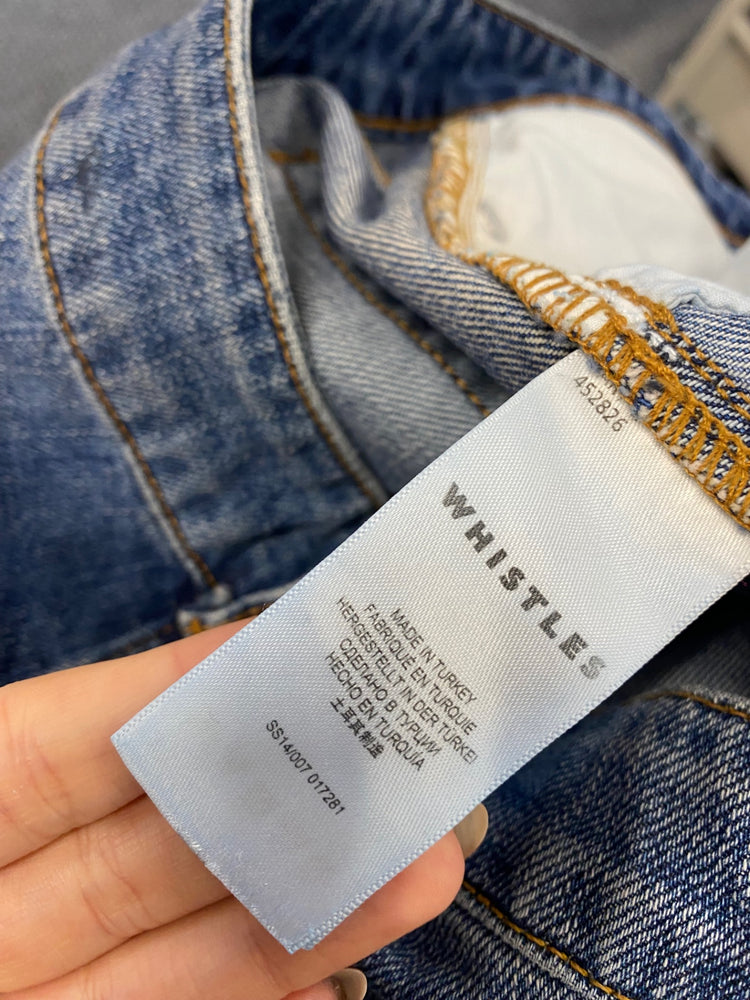 452826
WHISTLES
MADE IN TURKEY
FABRIQUÉ EN TURQUIE
HERGESTELLT IN DER TÜRKEI
СДЕЛАНО В ТУРЦИИ
HECHO EN TURQUIA
土耳其制造
SS14/007 017281